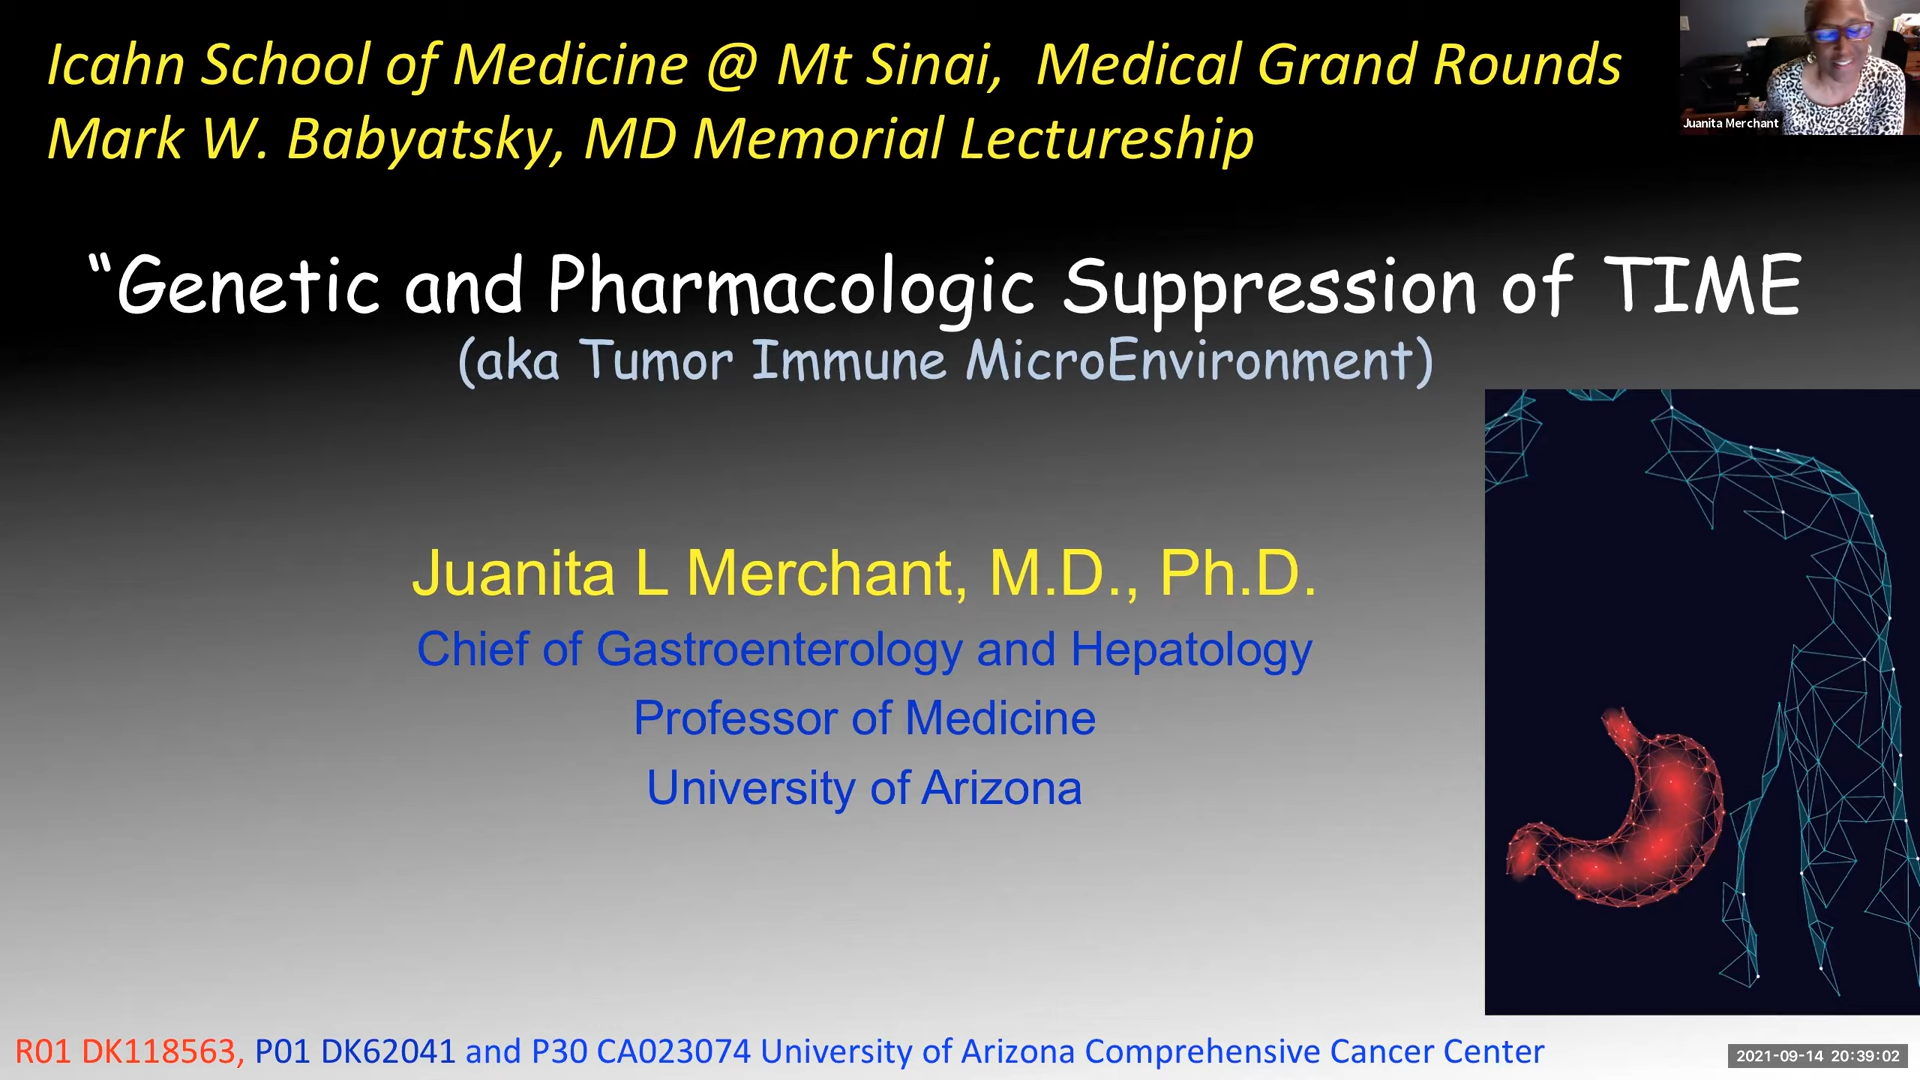 Icahn School of Medicine @ Mt Sinai, Medical Grand Rounds
Mark W. Babyatsky, MD Memorial Lectureship
Juanita Merchant
“Genetic and Pharmacologic Suppression of TIME
(aka Tumor Immune MicroEnvironment)
Juanita L Merchant, M.D., Ph.D.
Chief of Gastroenterology and Hepatology
Professor of Medicine
University of Arizona
R01 DK118563, P01 DK62041 and P30 CA023074 University of Arizona Comprehensive Cancer Center
2021-09-14 20:39:02